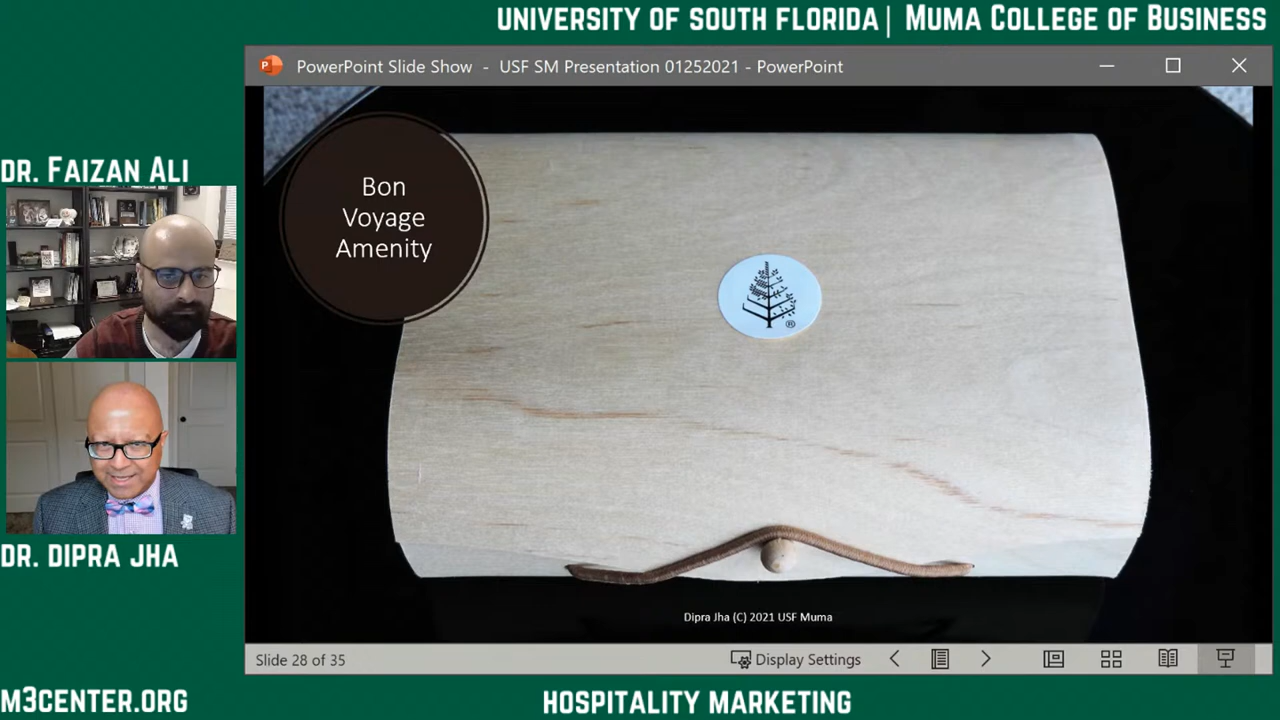 UNIVERSITY OF SOUTH FLORIDA| MUMA COLLEGE OF BUSINESS
PowerPoint Slide Show - USF SM Presentation 01252021 - PowerPoint
DR. FAIZAN ALI
Bon
Voyage
Amenity
®
DR. DIPRA JHA
Dipra Jha (C) 2021 USF Muma
Slide 28 of 35
Display Settings
M3CENTER.ORG
HOSPITALITY MARKETING